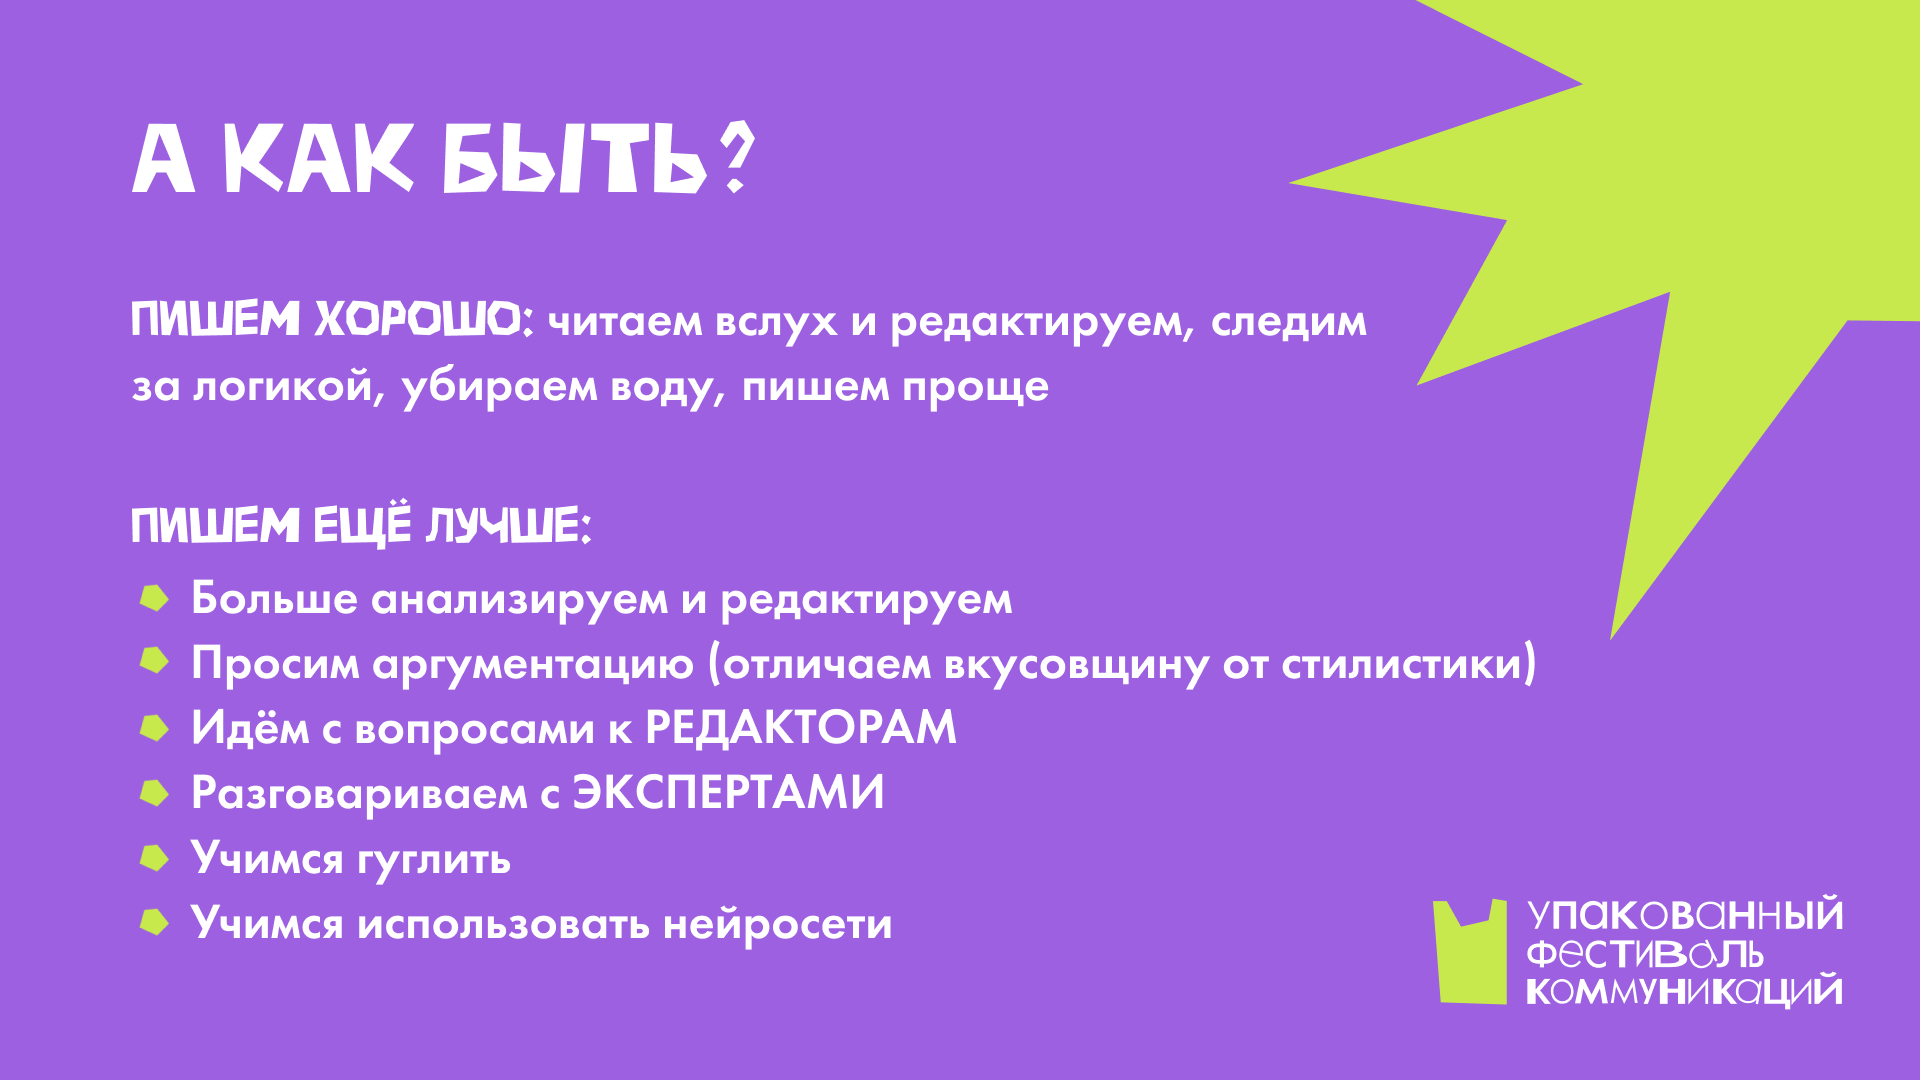 А КАК БЫТЬ?
ПИШЕМ ХОРОШО: читаем вслух и редактируем, следим
за логикой, убираем воду, пишем проще
ПИШЕМ ЕЩЁ ЛУЧШЕ:
Больше анализируем и редактируем
Просим аргументацию (отличаем вкусовщину от стилистики)
Идём с вопросами к РЕДАКТОРАМ
Разговариваем с ЭКСПЕРТАМИ
Учимся гуглить
Учимся использовать нейросети
УПАКОВАННЫЙ
ФЕСТИВАЛЬ
КОММУНИКАЦИЙ